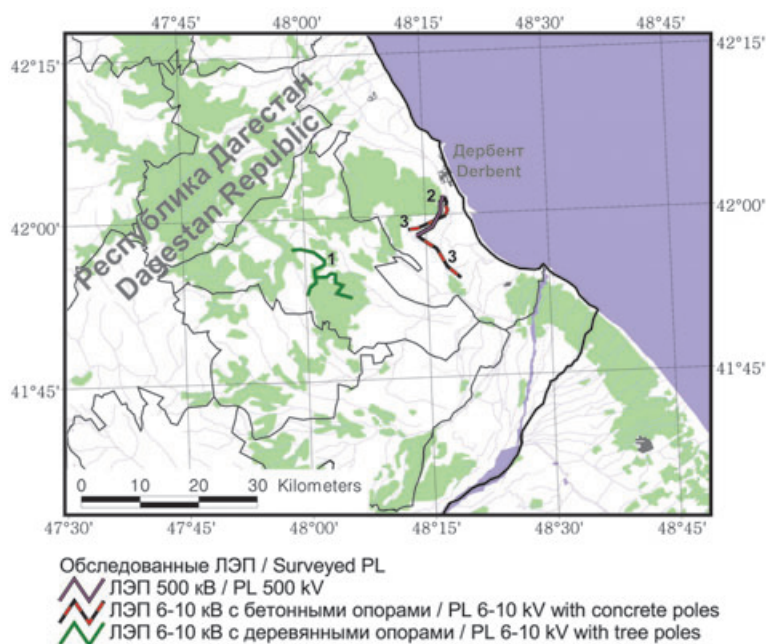 47°45' 48°00' 48°15' 48°30'
42°15' 42°15'
Республика Дагестан
Dagestan Republic
Дербент
Derbent
2
42°00' 42°00'
3
1
3
41°45' 41°45'
0 10 20 30 Kilometers
47°30' 47°45' 48°00' 48°15' 48°30' 48°45'
Обследованные ЛЭП / Surveyed PL
ЛЭП 500 кВ / PL 500 kV
ЛЭП 6-10 кВ с бетонными опорами / PL 6-10 kV with concrete poles
ЛЭП 6-10 кВ с деревянными опорами / PL 6-10 kV with tree poles